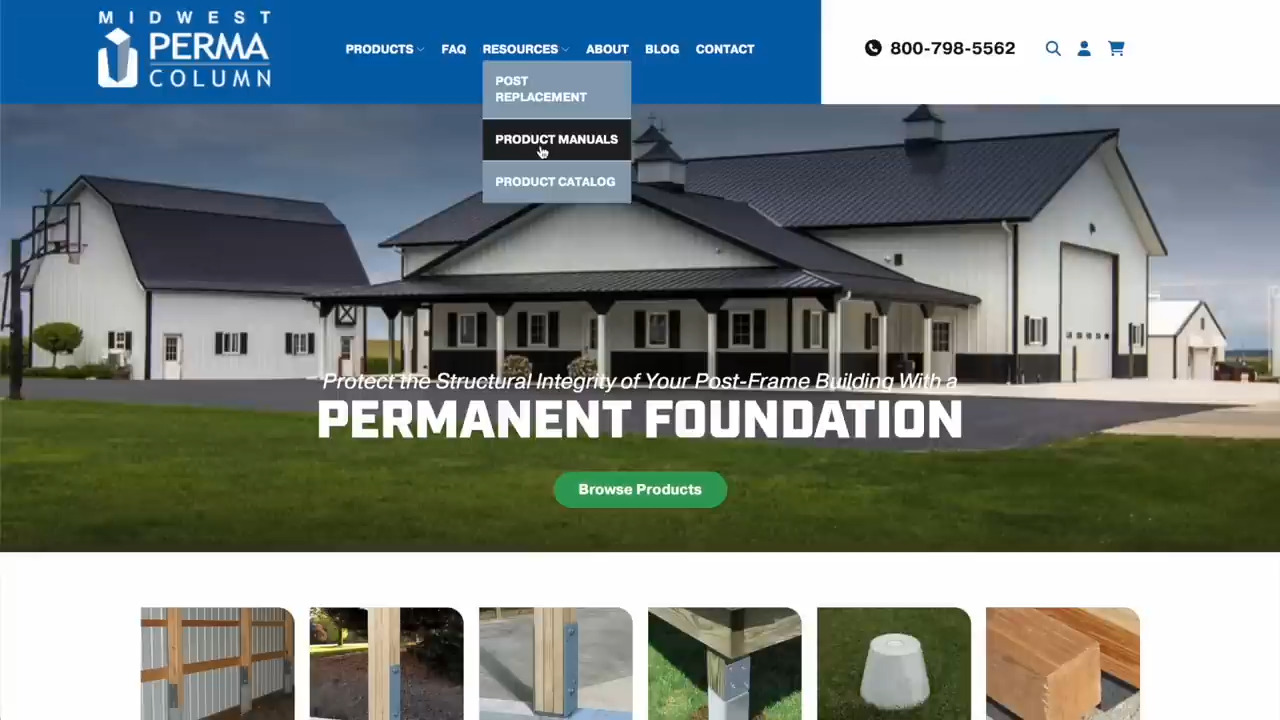 MIDWEST
PERMA
COLUMN
PRODUCTS FAQ RESOURCES ABOUT BLOG CONTACT
800-798-5562
POST
REPLACEMENT
PRODUCT MANUALS
PRODUCT CATALOG
Protect the Structural Integrity of Your Post-Frame Building With a
PERMANENT FOUNDATION
Browse Products